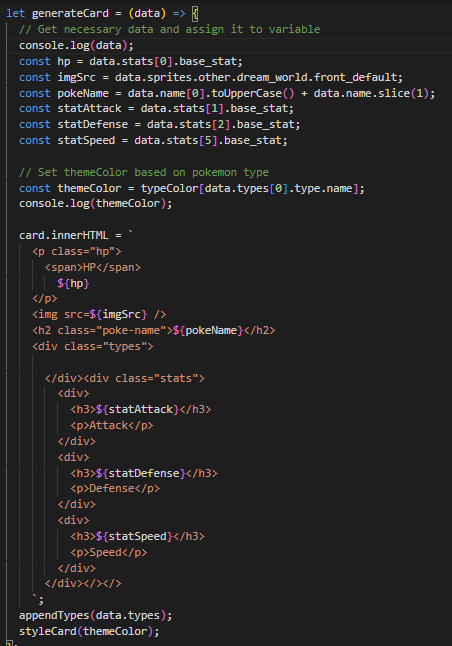 let generateCard = (data) => {
// Get necessary data and assign it to variable
console.log(data);
const hp = data.stats[0].base_stat;
const imgSrc = data.sprites.other.dream_world.front_default;
const pokeName = data.name[0].toUpperCase() + data.name.slice(1);
const statAttack = data.stats[1].base_stat;
const statDefense = data.stats[2].base_stat;
const statSpeed = data.stats[5].base_stat;
// Set themeColor based on pokemon type
const themeColor = typeColor[data.types[0].type.name];
console.log(themeColor);
card.innerHTML = `
<p class="hp">
<span>HP</span>
${hp}
</p>
<img src=${imgSrc} />
<h2 class="poke-name">${pokeName}</h2>
<div class="types">
</div><div class="stats">
<div>
<h3>${statAttack}</h3>
<p>Attack</p>
</div>
<div>
<h3>${statDefense}</h3>
<p>Defense</p>
</div>
<div>
<h3>${statSpeed}</h3>
<p>Speed</p>
</div>
</div></></>
`;
appendTypes(data.types);
styleCard(themeColor);
};